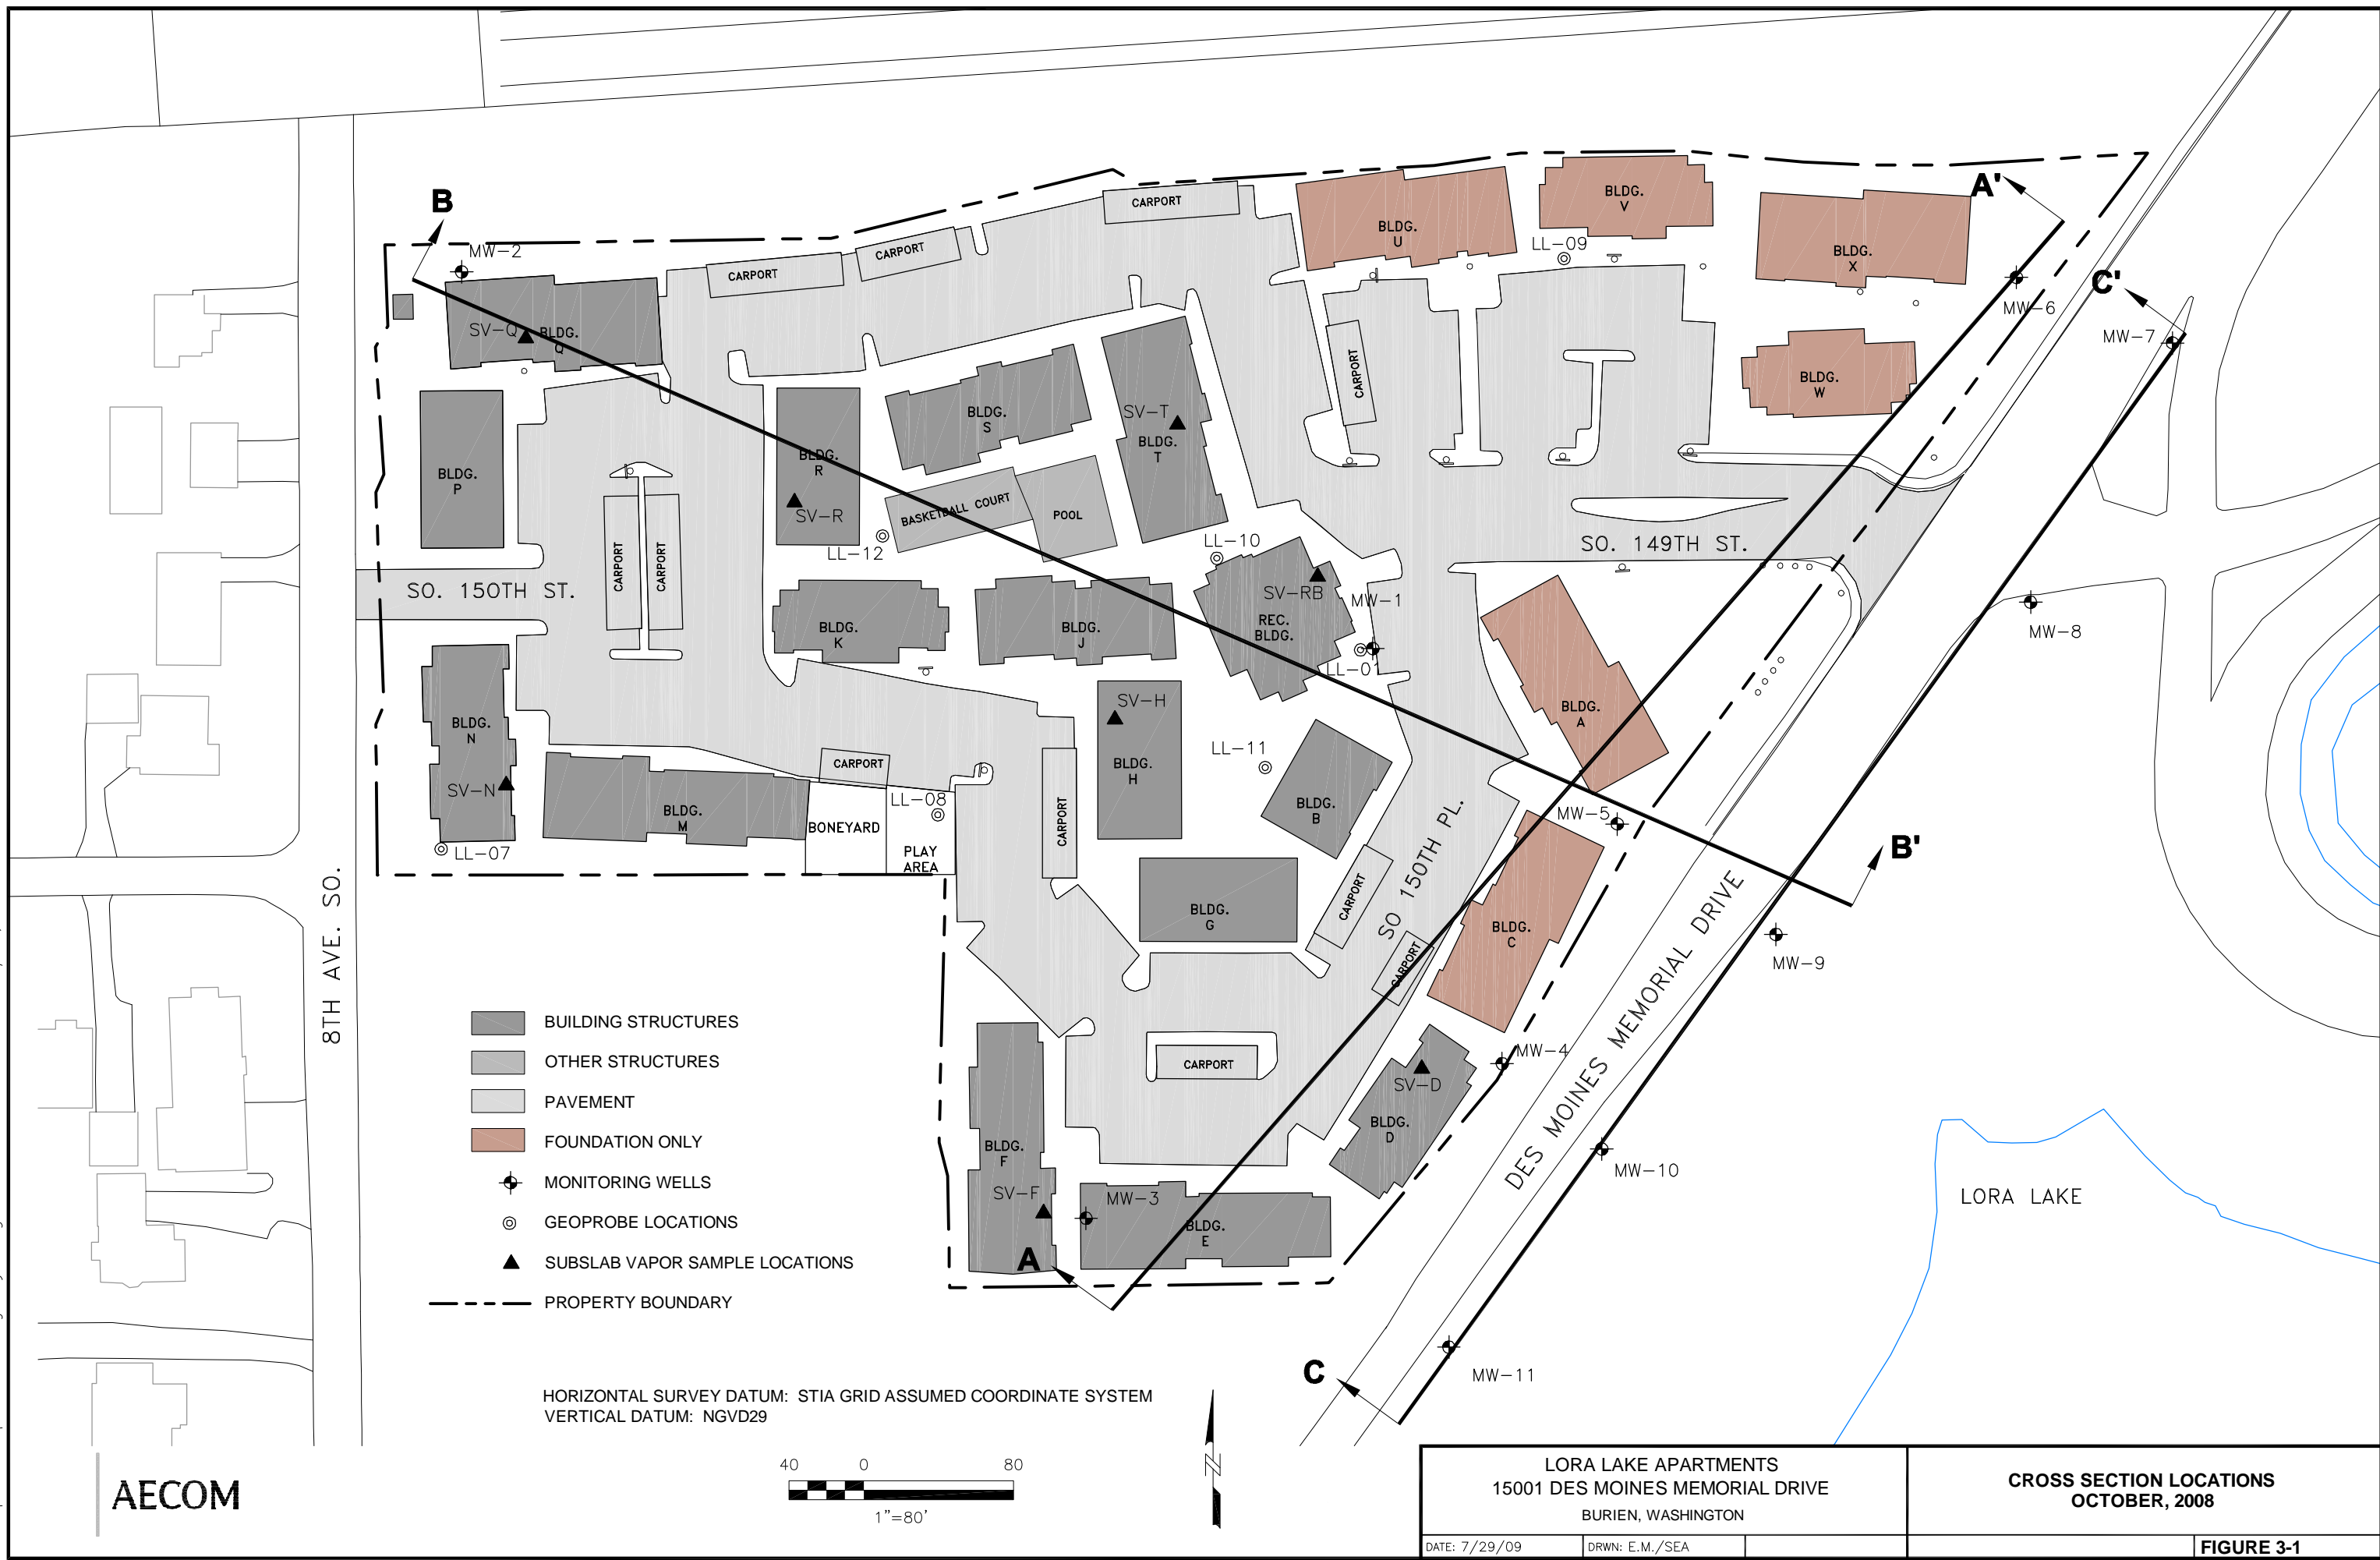 B
MW-2
SV-Q
BLDG.
Q
BLDG.
P
CARPORT
CARPORT
CARPORT
BLDG.
U
BLDG.
V
LL-09
BLDG.
X
A'
MW-6
C'
MW-7
BLDG.
W
CARPORT
BLDG.
S
SV-T
BLDG.
T
BLDG.
R
SV-R
LL-12
BASKETBALL COURT
POOL
LL-10
SO. 149TH ST.
SO. 150TH ST.
CARPORT
CARPORT
BLDG.
K
BLDG.
J
SV-RB
REC.
BLDG.
MW-1
LL-01
MW-8
BLDG.
A
BLDG.
N
SV-N
LL-07
BLDG.
M
CARPORT
BONEYARD
LL-08
PLAY
AREA
CARPORT
SV-H
BLDG.
H
LL-11
BLDG.
B
MW-5
B'
BLDG.
G
CARPORT
SO 150TH PL.
CARPORT
BLDG.
C
MW-9
DES MOINES MEMORIAL DRIVE
8TH AVE. SO.
CARPORT
MW-4
SV-D
BLDG.
D
MW-10
BLDG.
F
SV-F
MW-3
BLDG.
E
A
LORA LAKE
C
MW-11
BUILDING STRUCTURES
OTHER STRUCTURES
PAVEMENT
FOUNDATION ONLY
MONITORING WELLS
GEOPROBE LOCATIONS
SUBSLAB VAPOR SAMPLE LOCATIONS
PROPERTY BOUNDARY
HORIZONTAL SURVEY DATUM: STIA GRID ASSUMED COORDINATE SYSTEM
VERTICAL DATUM: NGVD29
40 0 80
1"=80'
N
AECOM
LORA LAKE APARTMENTS
15001 DES MOINES MEMORIAL DRIVE
BURIEN, WASHINGTON
CROSS SECTION LOCATIONS
OCTOBER, 2008
DATE: 7/29/09
DRWN: E.M./SEA
FIGURE 3-1